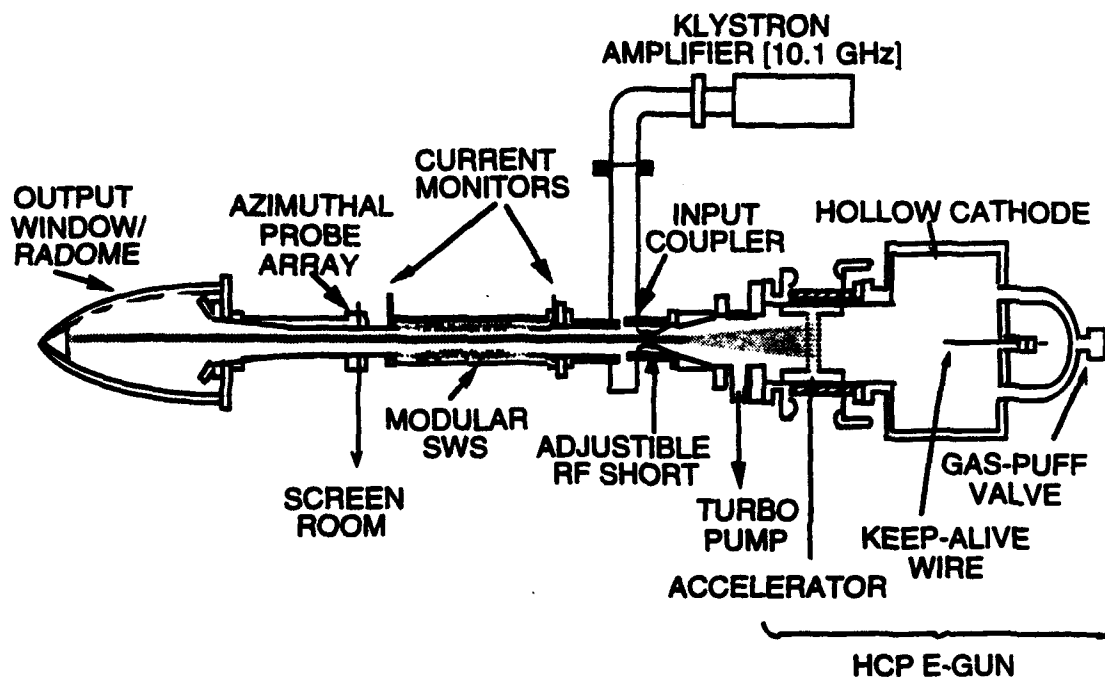 KLYSTRON
AMPLIFIER [10.1 GHz]
OUTPUT
WINDOW/
RADOME
AZIMUTHAL
PROBE
ARRAY
CURRENT
MONITORS
INPUT
COUPLER
HOLLOW CATHODE
MODULAR
SWS
ADJUSTIBLE
RF SHORT
SCREEN
ROOM
TURBO
PUMP
ACCELERATOR
KEEP-ALIVE
WIRE
GAS-PUFF
VALVE
HCP E-GUN